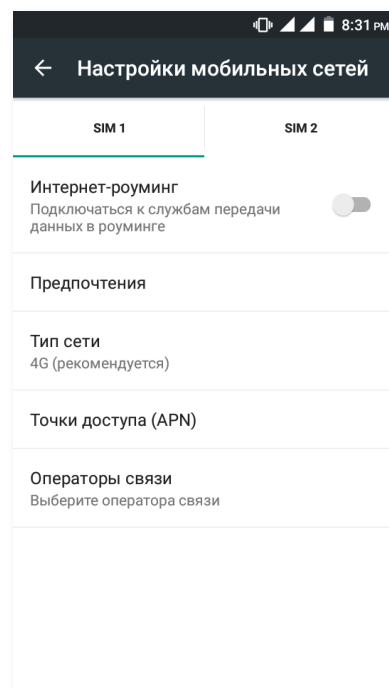 8:31 PM
Настройки мобильных сетей
SIM 1
SIM 2
Интернет-роуминг
Подключаться к службам передачи
данных в роуминге
Предпочтения
Тип сети
4G (рекомендуется)
Точки доступа (APN)
Операторы связи
Выберите оператора связи